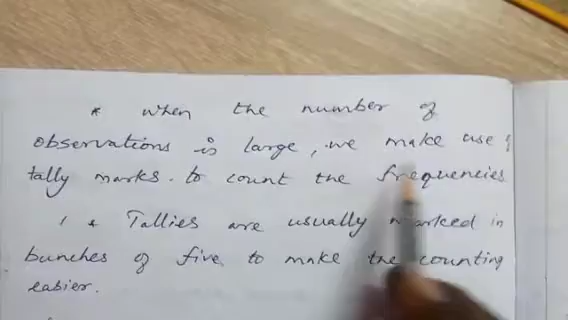 * when the number of
observations is large, we make use of
tally marks. to count the frequencies
1 * Tallies are usually marked in
bunches of five to make the counting
easier.